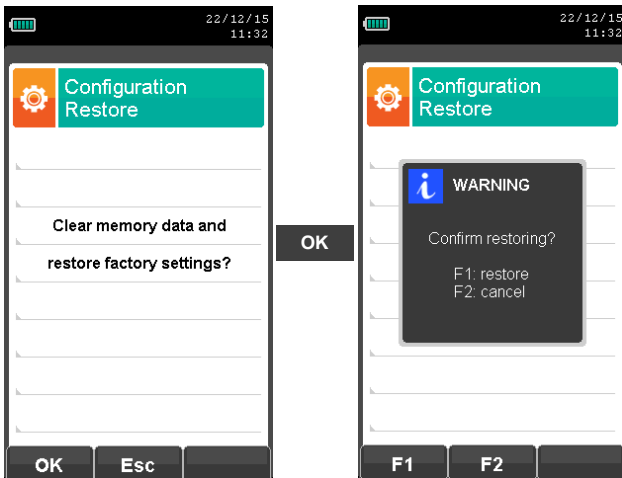 22/12/15
11:32
Configuration
Restore
Clear memory data and
restore factory settings?
OK
Esc
OK
22/12/15
11:32
Configuration
Restore
WARNING
Confirm restoring?
F1: restore
F2: cancel
F1
F2